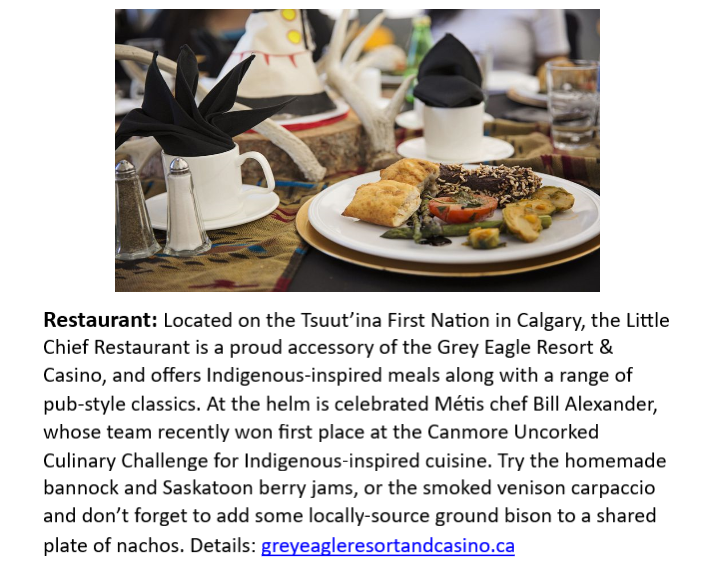 Restaurant: Located on the Tsuut’ina First Nation in Calgary, the Little
Chief Restaurant is a proud accessory of the Grey Eagle Resort &
Casino, and offers Indigenous-inspired meals along with a range of
pub-style classics. At the helm is celebrated Métis chef Bill Alexander,
whose team recently won first place at the Canmore Uncorked
Culinary Challenge for Indigenous-inspired cuisine. Try the homemade
bannock and Saskatoon berry jams, or the smoked venison carpaccio
and don’t forget to add some locally-source ground bison to a shared
plate of nachos. Details: greyeagleresortandcasino.ca